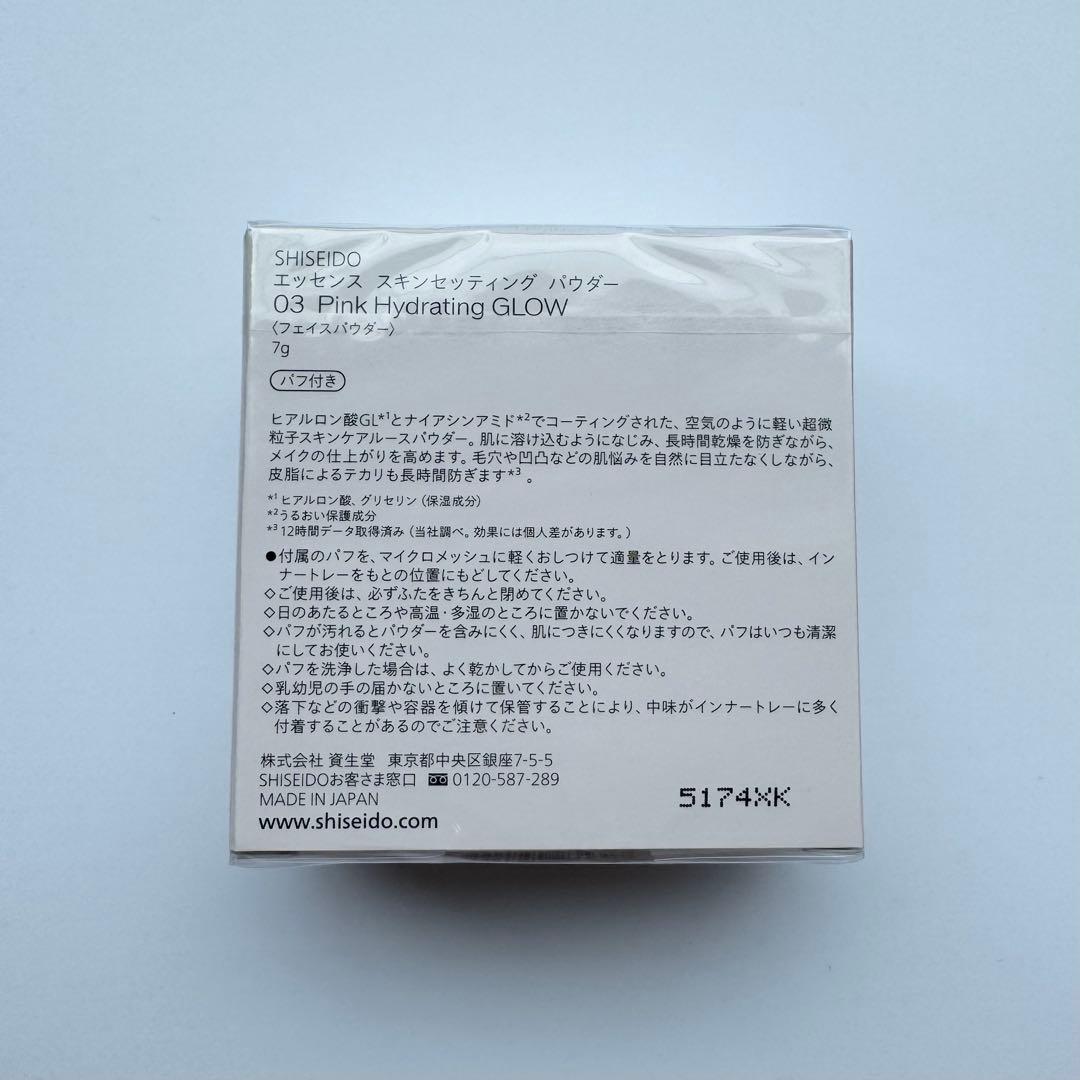 SHISEIDO
エッセンス スキンセッティング パウダー
03 Pink Hydrating GLOW
〈フェイスパウダー〉
7g
パフ付き
ヒアルロン酸GL*1とナイアシンアミド*2でコーティングされた、空気のように軽い超微
粒子スキンケアルースパウダー。肌に溶け込むようになじみ、長時間乾燥を防ぎながら、
メイクの仕上がりを高めます。毛穴や凹凸などの肌悩みを自然に目立たなくしながら、
皮脂によるテカリも長時間防ぎます*3。
*1 ヒアルロン酸、グリセリン（保湿成分）
*2 うるおい保護成分
*3 12時間データ取得済み（当社調べ。効果には個人差があります。）
●付属のパフを、マイクロメッシュに軽くおしつけて適量をとります。ご使用後は、イン
ナートレーをもとの位置にもどしてください。
◇ご使用後は、必ずふたをきちんと閉めてください。
◇日のあたるところや高温・多湿のところに置かないでください。
◇パフが汚れるとパウダーを含みにくく、肌につきにくくなりますので、パフはいつも清潔
にしてお使いください。
◇パフを洗浄した場合は、よく乾かしてからご使用ください。
◇乳幼児の手の届かないところに置いてください。
◇落下などの衝撃や容器を傾けて保管することにより、中味がインナートレーに多く
付着することがあるのでご注意ください。
株式会社 資生堂 東京都中央区銀座7-5-5
SHISEIDOお客さま窓口 0120-587-289
MADE IN JAPAN
5174XK
www.shiseido.com